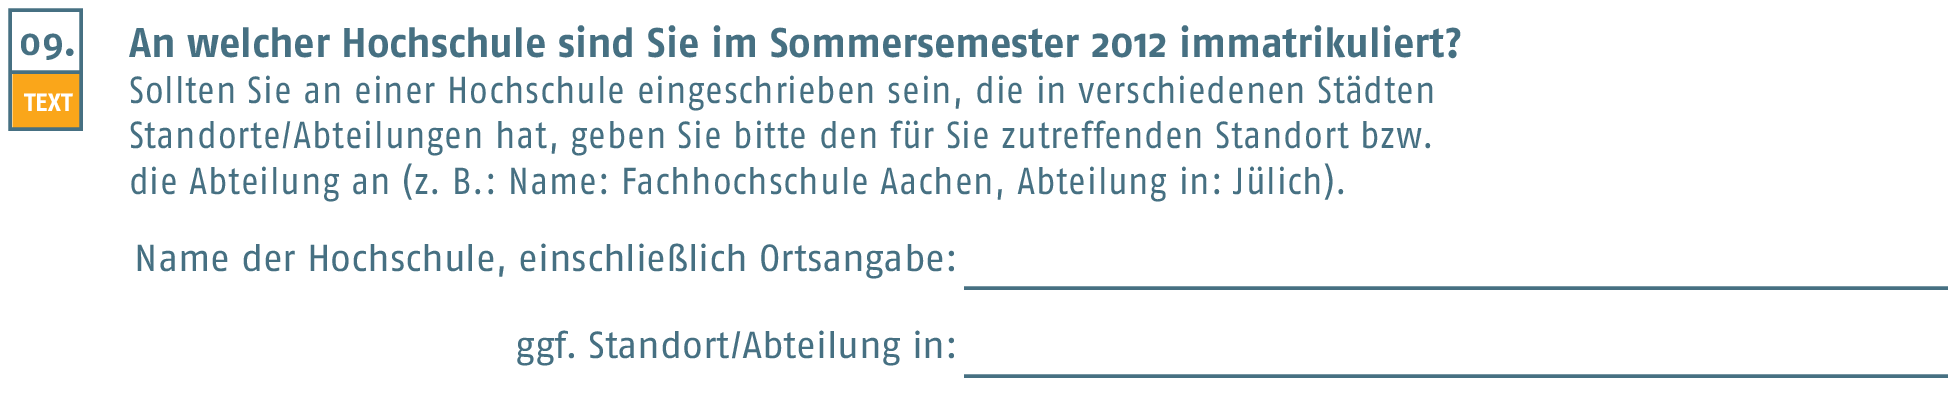 09. An welcher Hochschule sind Sie im Sommersemester 2012 immatrikuliert?
TEXT
Sollten Sie an einer Hochschule eingeschrieben sein, die in verschiedenen Städten
Standorte/Abteilungen hat, geben Sie bitte den für Sie zutreffenden Standort bzw.
die Abteilung an (z. B.: Name: Fachhochschule Aachen, Abteilung in: Jülich).
Name der Hochschule, einschließlich Ortsangabe:
ggf. Standort/Abteilung in: